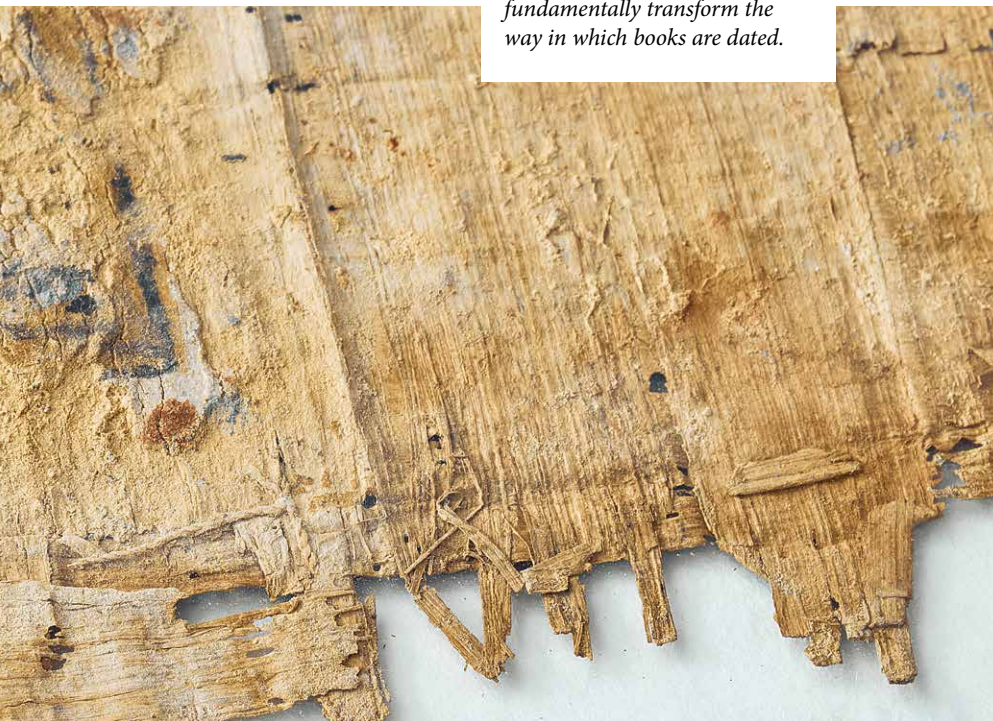 fundamentally transform the
way in which books are dated.